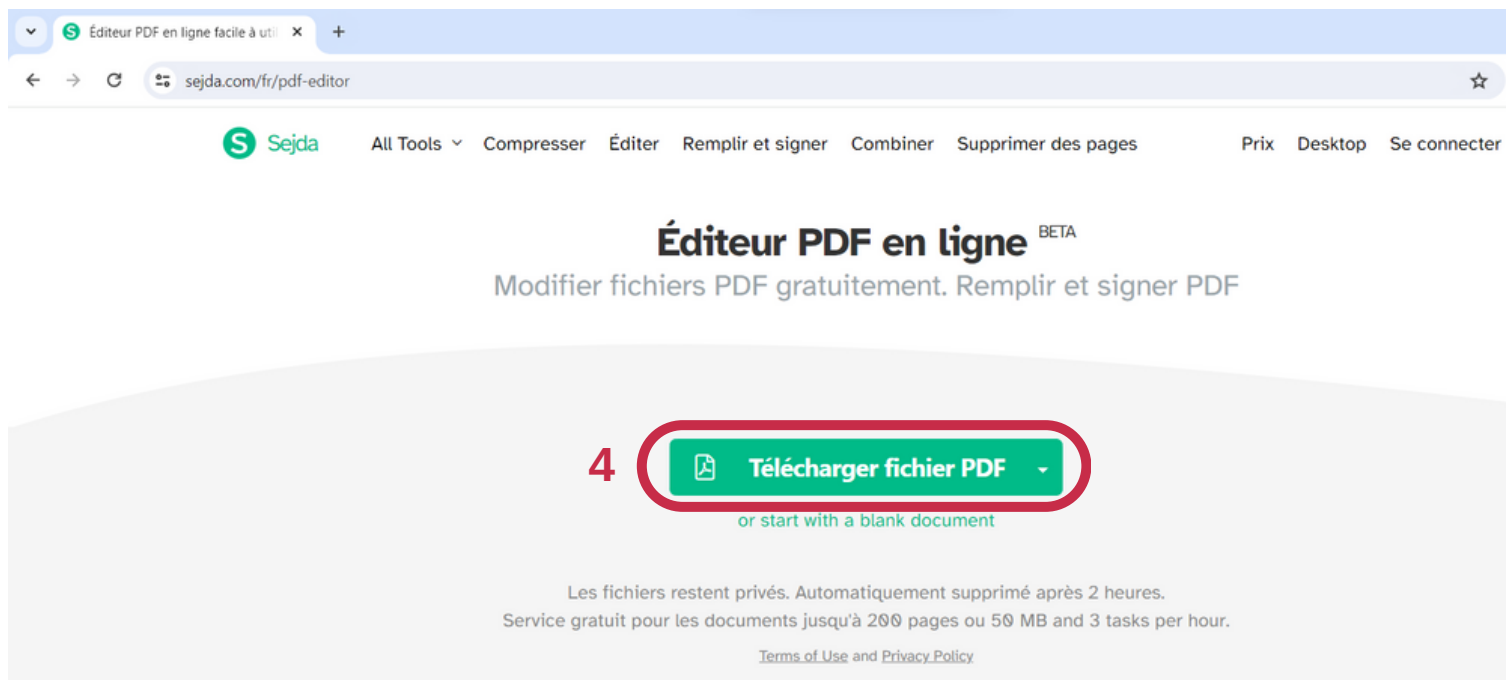 Éditeur PDF en ligne facile à util
sejda.com/fr/pdf-editor
S Sejda All Tools Compresser Éditer Remplir et signer Combiner Supprimer des pages Prix Desktop Se connecter
Éditeur PDF en ligne BETA
Modifier fichiers PDF gratuitement. Remplir et signer PDF
4 Télécharger fichier PDF
or start with a blank document
Les fichiers restent privés. Automatiquement supprimé après 2 heures.
Service gratuit pour les documents jusqu'à 200 pages ou 50 MB and 3 tasks per hour.
Terms of Use and Privacy Policy